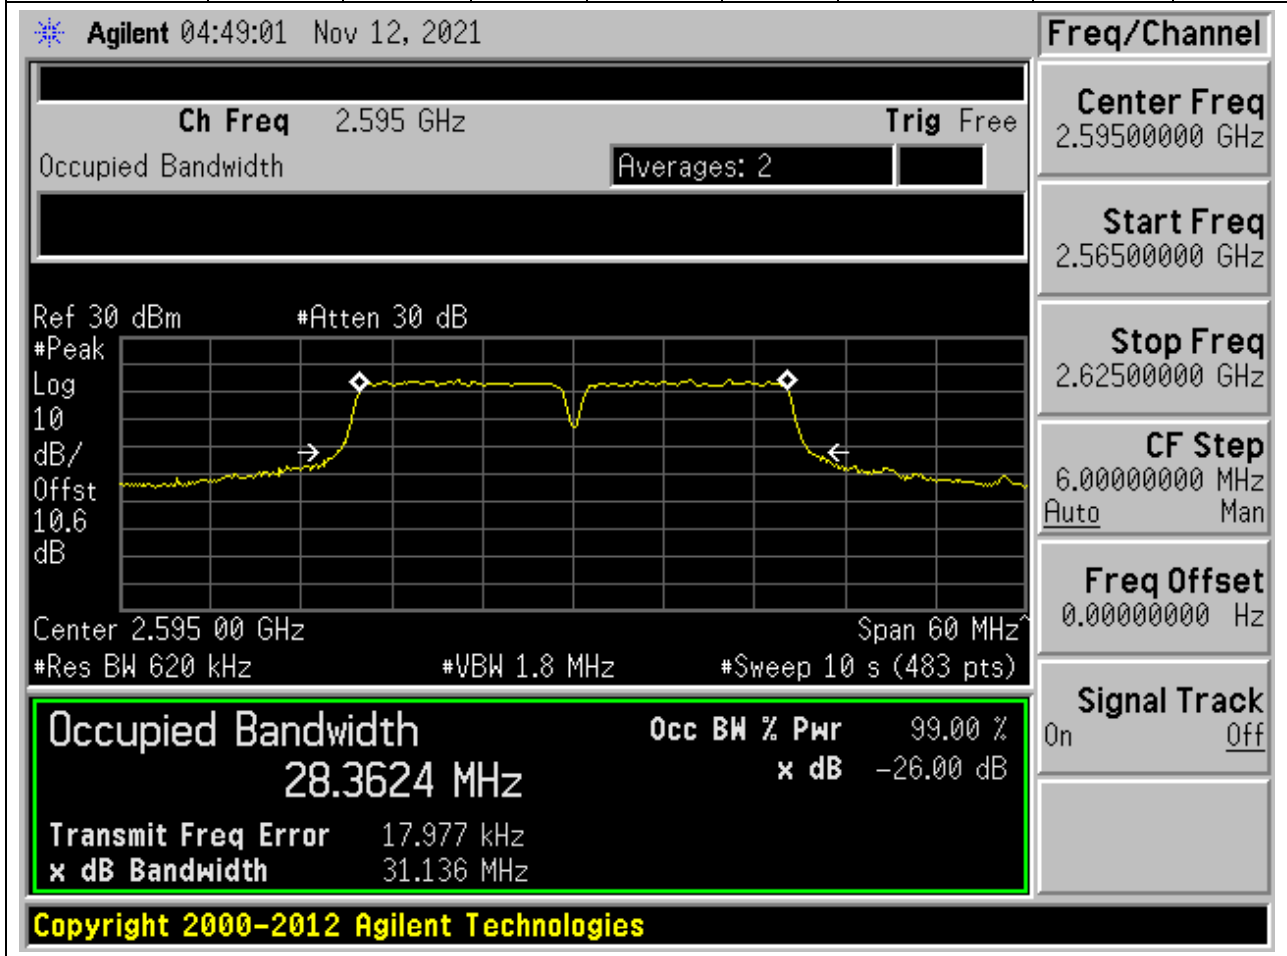 Agilent 04:49:01 Nov 12, 2021
Freq/Channel
Ch Freq 2.595 GHz Trig Free
Occupied Bandwidth Averages: 2
Center Freq
2.59500000 GHz
Start Freq
2.56500000 GHz
Stop Freq
2.62500000 GHz
CF Step
6.00000000 MHz
Auto Man
Freq Offset
0.00000000 Hz
Signal Track
On Off
Ref 30 dBm #Atten 30 dB
#Peak
Log
10
dB/
Offst
10.6
dB
Center 2.595 00 GHz Span 60 MHz^
#Res BW 620 kHz #VBW 1.8 MHz #Sweep 10 s (483 pts)
Occupied Bandwidth Occ BW % Pwr 99.00 %
28.3624 MHz x dB -26.00 dB
Transmit Freq Error 17.977 kHz
x dB Bandwidth 31.136 MHz
Copyright 2000-2012 Agilent Technologies